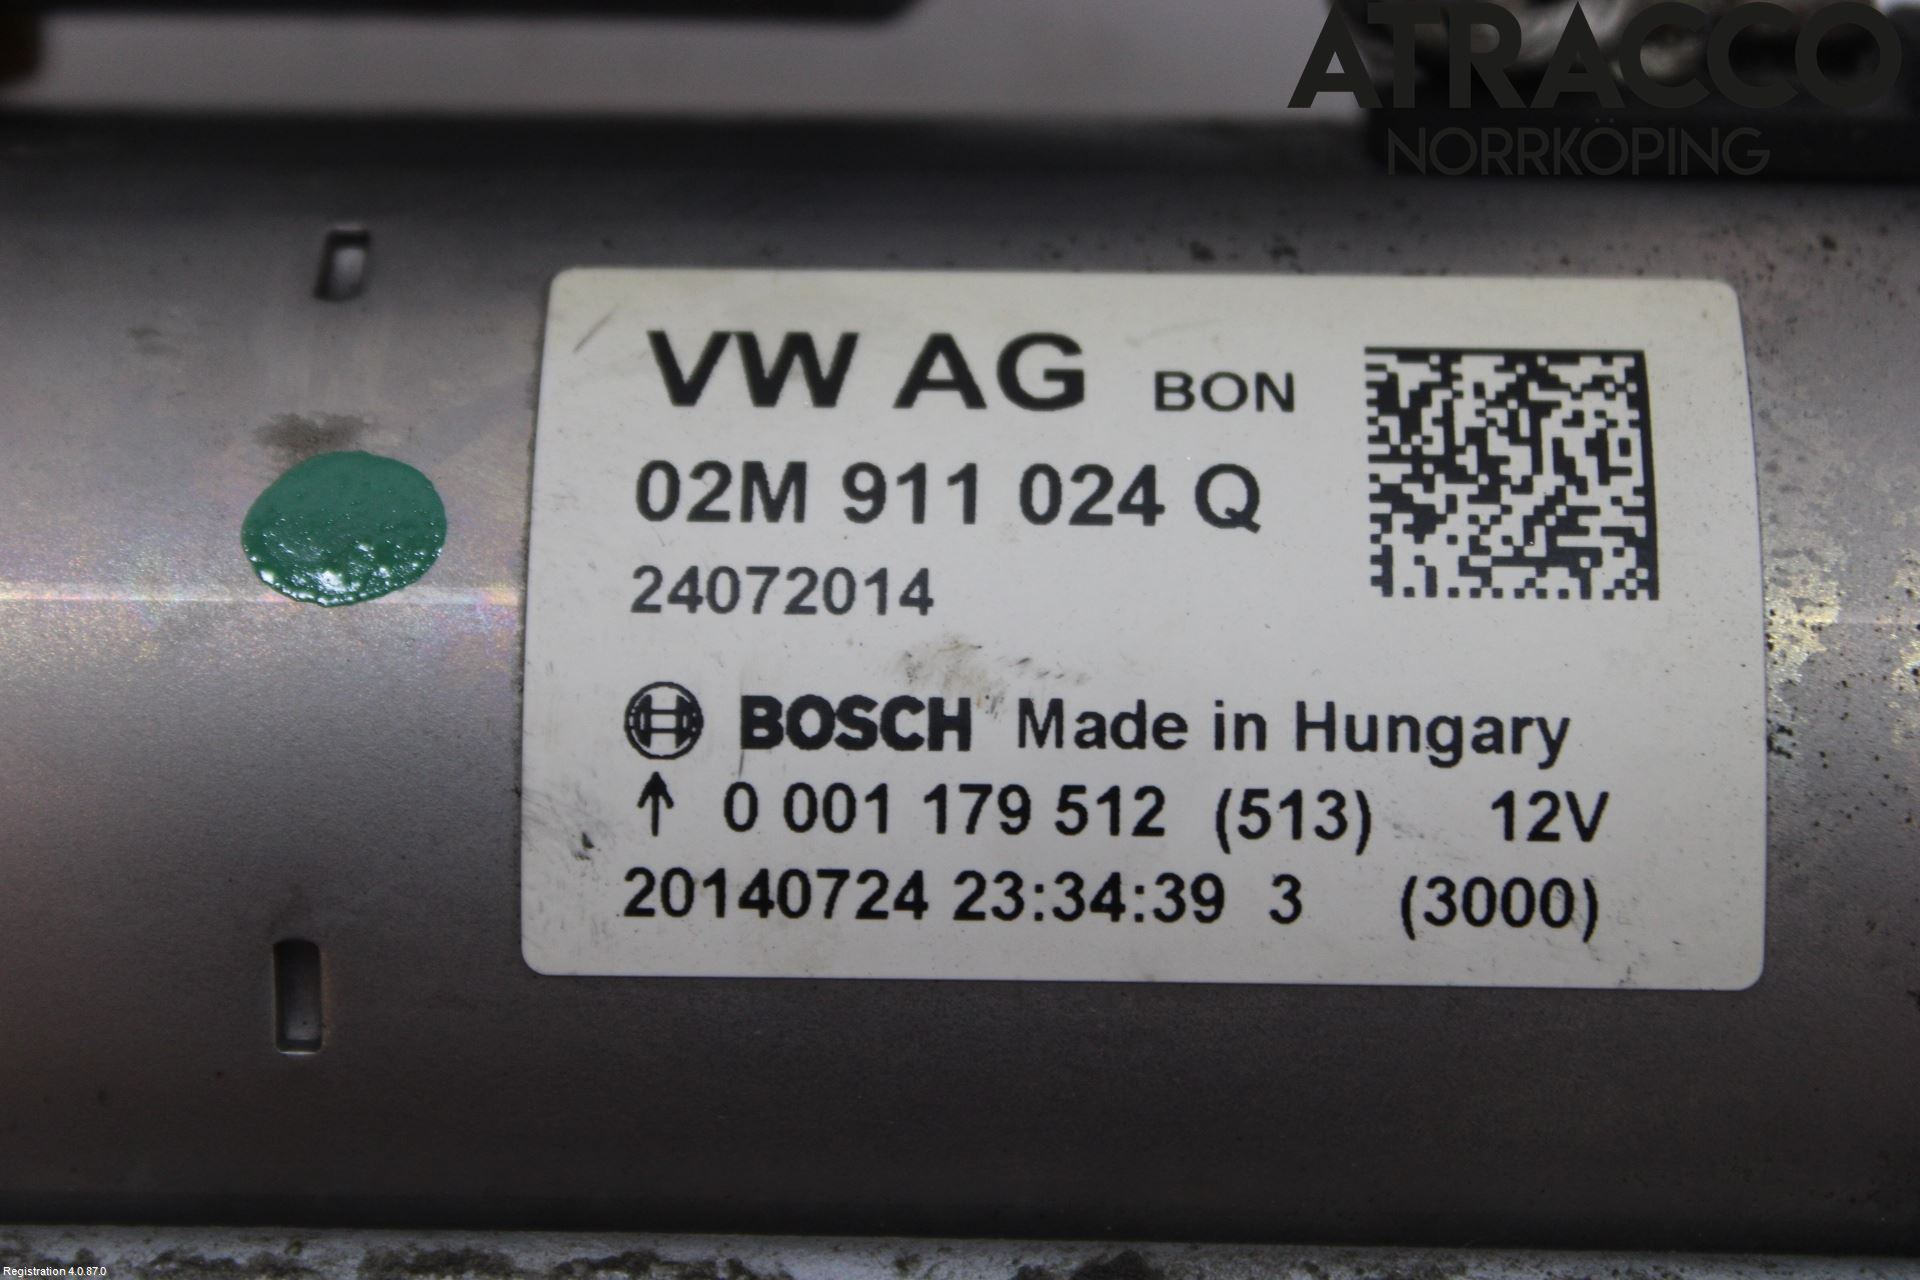 ATRACCO
NORRKÖPING
VW AG BON
02M 911 024 Q
24072014
BOSCH Made in Hungary
↑ 0 001 179 512 (513) 12V
20140724 23:34:39 3 (3000)
Registration 4.0.87.0